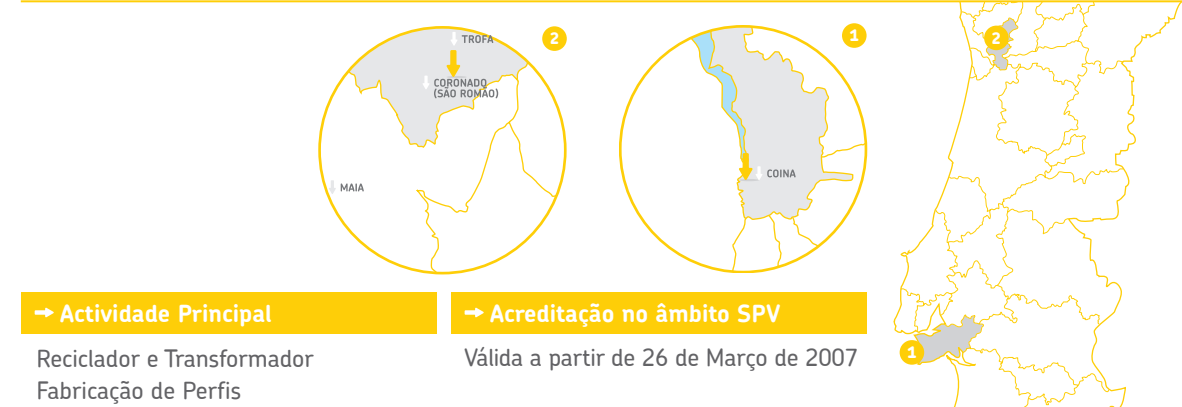 2
TROFA
CORONADO
(SÃO ROMÃO)
MAIA
1
COINA
2
1
➞ Actividade Principal
Reciclador e Transformador
Fabricação de Perfis
➞ Acreditação no âmbito SPV
Válida a partir de 26 de Março de 2007